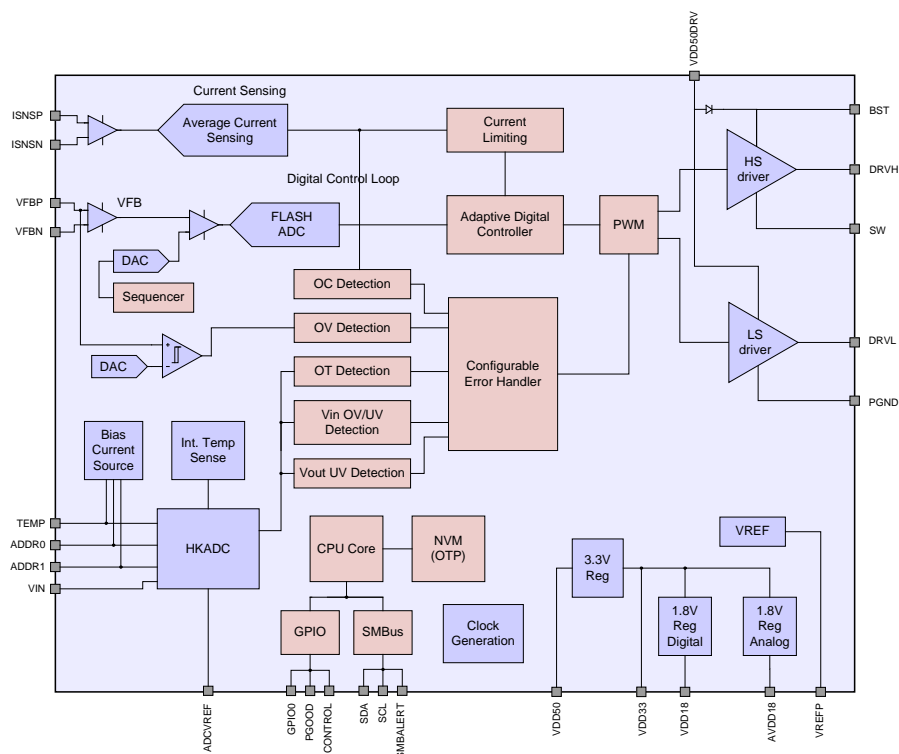 VDD50DRV
Current Sensing
ISNSP
ISNSN
Average Current
Sensing
Current
Limiting
BST
HS
driver
DRVH
Digital Control Loop
VFBP
VFBN
VFB
FLASH
ADC
Adaptive Digital
Controller
PWM
SW
DAC
Sequencer
OC Detection
OV Detection
DAC
+
-
OT Detection
Configurable
Error Handler
LS
driver
DRVL
PGND
Vin OV/UV
Detection
Vout UV Detection
Bias
Current
Source
Int. Temp
Sense
TEMP
ADDR0
ADDR1
VIN
HKADC
CPU Core
NVM
(OTP)
VREF
3.3V
Reg
1.8V
Reg
Digital
1.8V
Reg
Analog
GPIO
SMBus
Clock
Generation
ADCVREF
GPIO0
PGOOD
CONTROL
SDA
SCL
SMBALERT
VDD50
VDD33
VDD18
AVDD18
VREFP